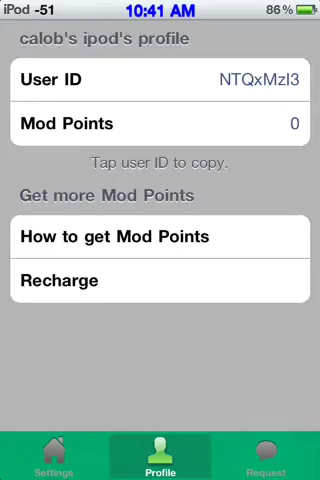 iPod -51 10:41 AM 86%
calob's ipod's profile
User ID NTQxMzI3
Mod Points 0
Tap user ID to copy.
Get more Mod Points
How to get Mod Points
Recharge
Settings Profile Request